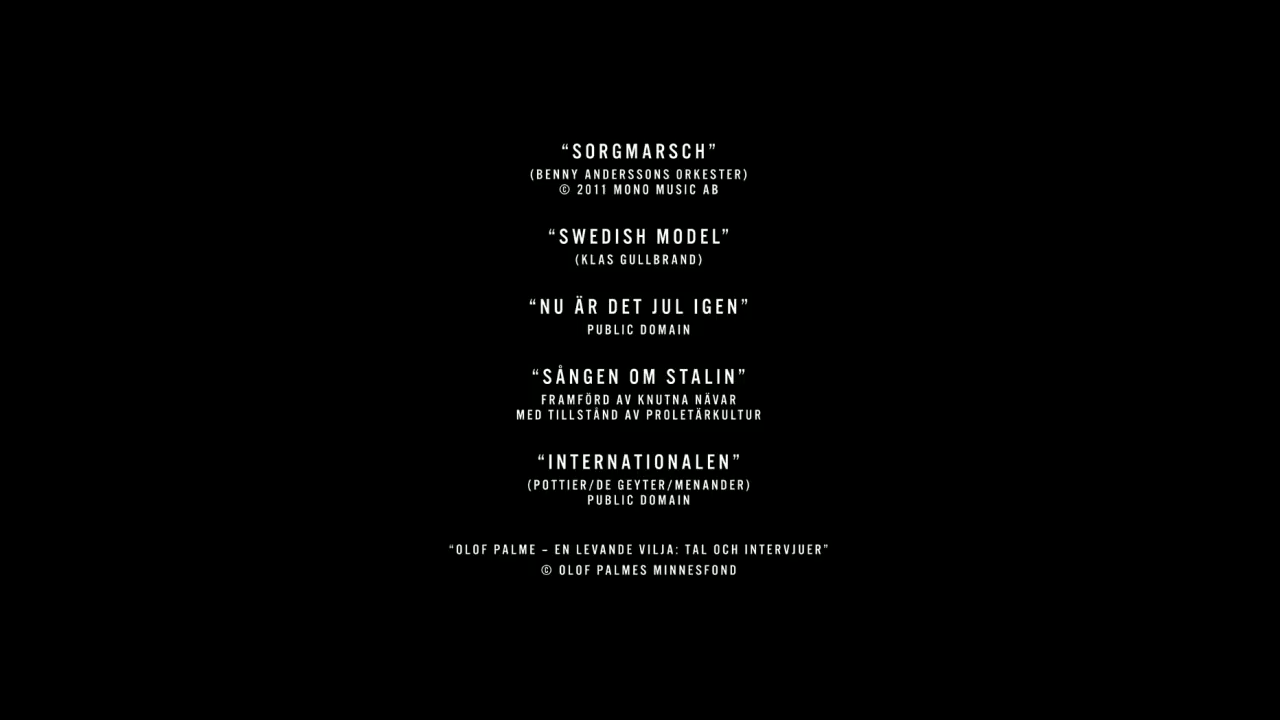 “SORGMARSCH”
(BENNY ANDERSSONS ORKESTER)
© 2011 MONO MUSIC AB
“SWEDISH MODEL”
(KLAS GULLBRAND)
“NU ÄR DET JUL IGEN”
PUBLIC DOMAIN
“SÅNGEN OM STALIN”
FRAMFÖRD AV KNUTNA NÄVAR
MED TILLSTÅND AV PROLETÄRKULTUR
“INTERNATIONALEN”
(POTTIER/DE GEYTER/MENANDER)
PUBLIC DOMAIN
“OLOF PALME – EN LEVANDE VILJA: TAL OCH INTERVJUER”
© OLOF PALMES MINNESFOND